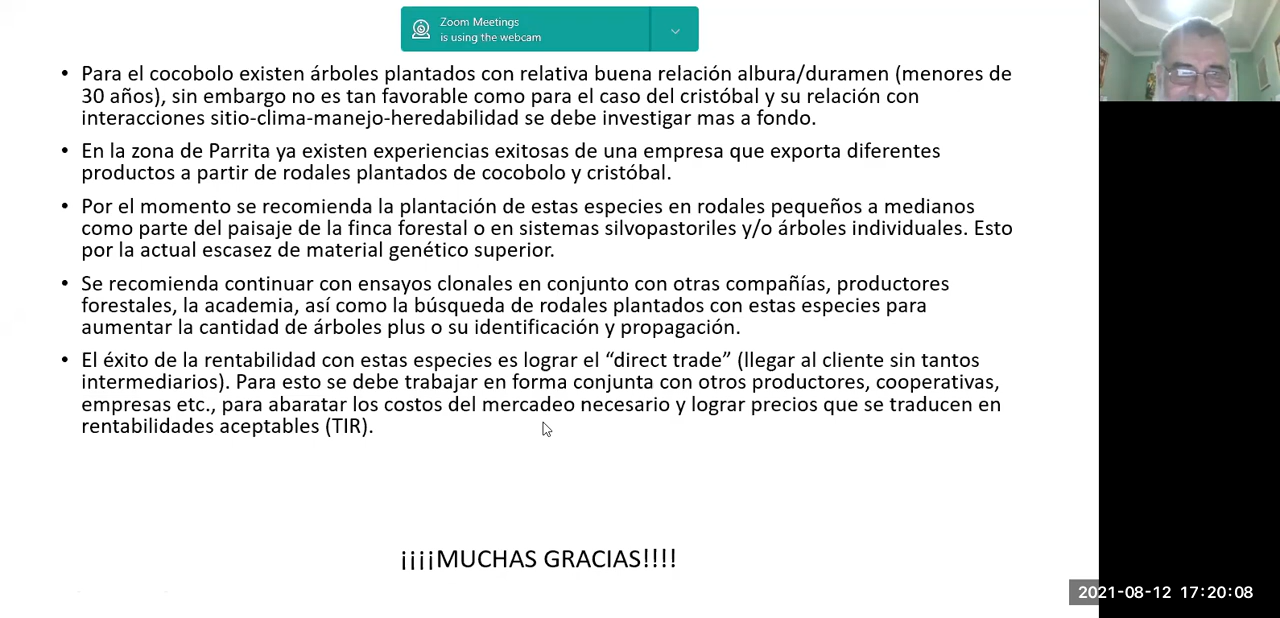 Zoom Meetings
is using the webcam
• Para el cocobolo existen árboles plantados con relativa buena relación albura/duramen (menores de
30 años), sin embargo no es tan favorable como para el caso del cristóbal y su relación con
interacciones sitio-clima-manejo-heredabilidad se debe investigar mas a fondo.
• En la zona de Parrita ya existen experiencias exitosas de una empresa que exporta diferentes
productos a partir de rodales plantados de cocobolo y cristóbal.
• Por el momento se recomienda la plantación de estas especies en rodales pequeños a medianos
como parte del paisaje de la finca forestal o en sistemas silvopastoriles y/o árboles individuales. Esto
por la actual escasez de material genético superior.
• Se recomienda continuar con ensayos clonales en conjunto con otras compañías, productores
forestales, la academia, así como la búsqueda de rodales plantados con estas especies para
aumentar la cantidad de árboles plus o su identificación y propagación.
• El éxito de la rentabilidad con estas especies es lograr el “direct trade” (llegar al cliente sin tantos
intermediarios). Para esto se debe trabajar en forma conjunta con otros productores, cooperativas,
empresas etc., para abaratar los costos del mercadeo necesario y lograr precios que se traducen en
rentabilidades aceptables (TIR).
¡¡¡¡MUCHAS GRACIAS!!!!
2021-08-12 17:20:08